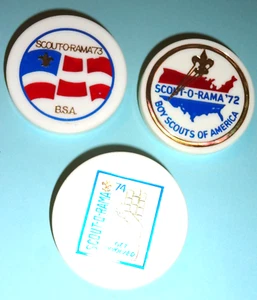 SCOUT-O-RAMA'73
B.S.A.
SCOUT-O-RAMA '72
BOY SCOUTS OF AMERICA
SCOUT-O-RAMA
74